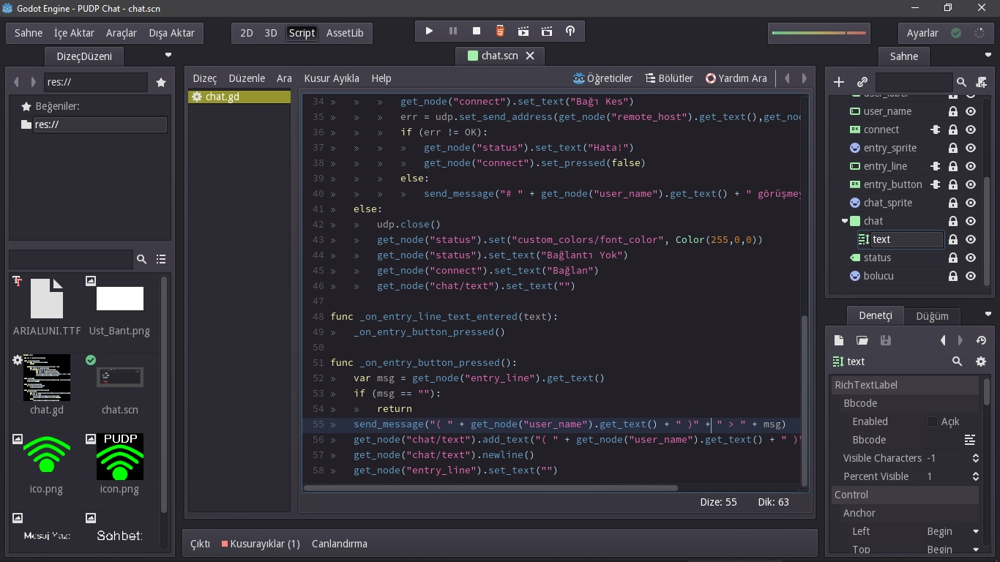 Godot Engine - PUDP Chat - chat.scn
Sahne İçe Aktar Araçlar Dışa Aktar
2D 3D Script AssetLib
Ayarlar
DizeçDüzeni
chat.scn
Sahne
res://
Beğeniler:
res://
Dizeç Düzenle Ara Kusur Ayıkla Help
Öğreticiler Bölütler Yardım Ara
chat.gd
34 » » » get_node("connect").set_text("Bağı Kes")
35 » » » err = udp.set_send_address(get_node("remote_host").get_text(),get_no
36 » » » if (err != OK):
37 » » » » get_node("status").set_text("Hata!")
38 » » » » get_node("connect").set_pressed(false)
39 » » » else:
40 » » » » send_message("# " + get_node("user_name").get_text() + " görüşmey
41 » else:
42 » » udp.close()
43 » » get_node("status").set("custom_colors/font_color", Color(255,0,0))
44 » » get_node("status").set_text("Bağlantı Yok")
45 » » get_node("connect").set_text("Bağlan")
46 » » get_node("chat/text").set_text("")
47
48 func _on_entry_line_text_entered(text):
49 » _on_entry_button_pressed()
50
51 func _on_entry_button_pressed():
52 » var msg = get_node("entry_line").get_text()
53 » if (msg == ""):
54 » » return
55 » send_message("( " + get_node("user_name").get_text() + " )" + " > " + msg)
56 » get_node("chat/text").add_text("( " + get_node("user_name").get_text() + " )"
57 » get_node("chat/text").newline()
58 » get_node("entry_line").set_text("")
Dize: 55 Dik: 63
Çıktı Kusurayıklar (1) Canlandırma
ARIALUNI.TTF Ust_Bant.png
chat.gd chat.scn
PUDP
ico.png icon.png
Mesaj Yaz: Sohbet:
user_label
user_name
connect
entry_sprite
entry_line
entry_button
chat_sprite
chat
text
status
bolucu
Denetçi Düğüm
text
RichTextLabel
Bbcode
Enabled Açık
Bbcode
Visible Characters -1
Percent Visible 1
Control
Anchor
Left Begin
Top Begin